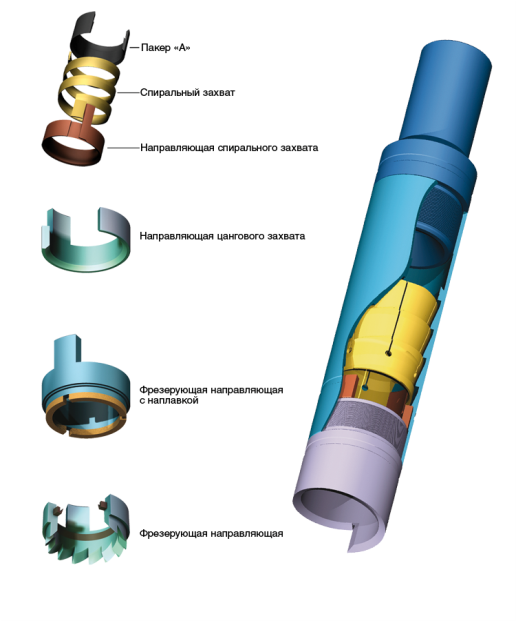 Пакер «А»
Спиральный захват
Направляющая спирального захвата
Направляющая цангового захвата
Фрезерующая направляющая
с наплавкой
Фрезерующая направляющая